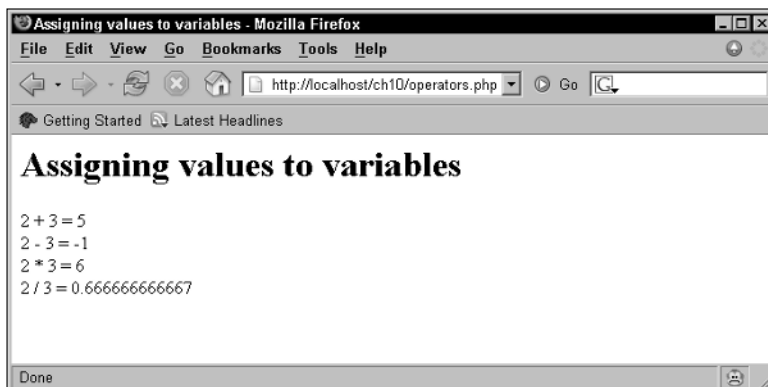 Assigning values to variables - Mozilla Firefox
File Edit View Go Bookmarks Tools Help
http://localhost/ch10/operators.php Go G
Getting Started Latest Headlines
Assigning values to variables
2 + 3 = 5
2 - 3 = -1
2 * 3 = 6
2 / 3 = 0.666666666667
Done